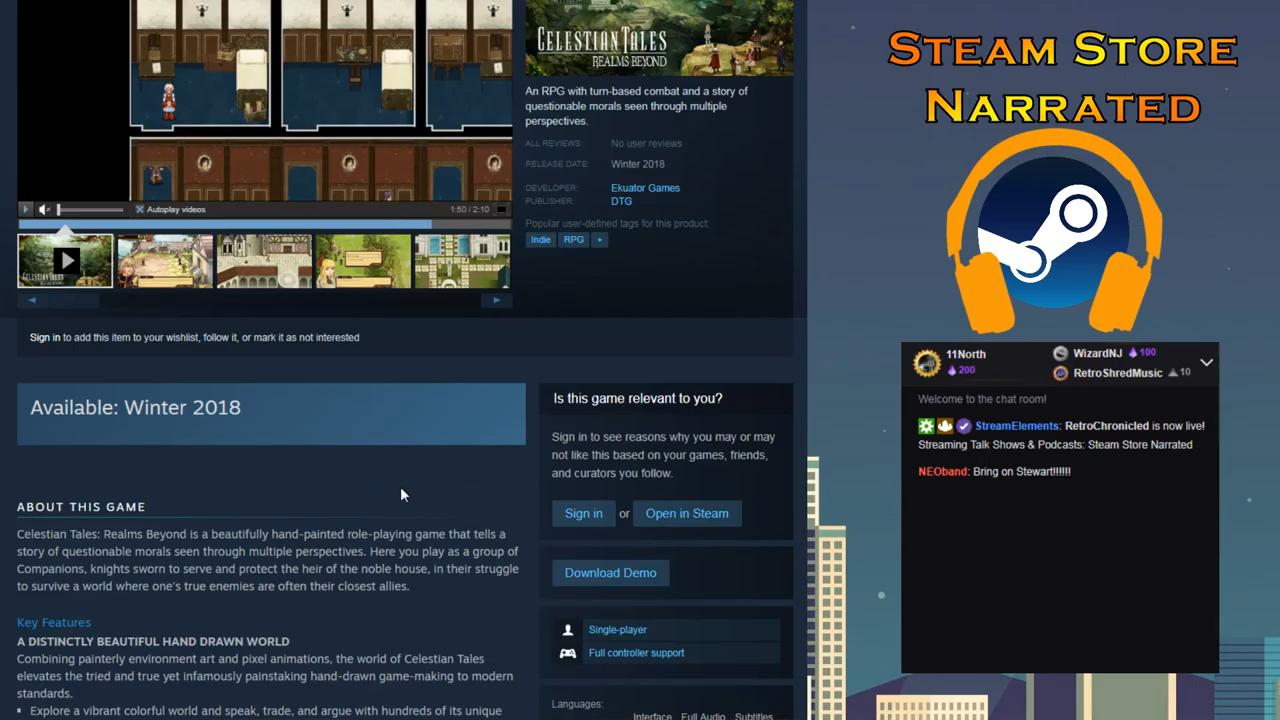 CELESTIAN TALES
REALMS BEYOND
An RPG with turn-based combat and a story of
questionable morals seen through multiple
perspectives.
ALL REVIEWS: No user reviews
RELEASE DATE: Winter 2018
DEVELOPER: Ekuator Games
PUBLISHER: DTG
Popular user-defined tags for this product:
Indie RPG +
Autoplay videos 1:50 / 2:10
CELESTIAN TALES
Sign in to add this item to your wishlist, follow it, or mark it as not interested
Available: Winter 2018
ABOUT THIS GAME
Celestian Tales: Realms Beyond is a beautifully hand-painted role-playing game that tells a
story of questionable morals seen through multiple perspectives. Here you play as a group of
Companions, knights sworn to serve and protect the heir of the noble house, in their struggle
to survive a world where one's true enemies are often their closest allies.
Key Features
A DISTINCTLY BEAUTIFUL HAND DRAWN WORLD
Combining painterly environment art and pixel animations, the world of Celestian Tales
elevates the tried and true yet infamously painstaking hand-drawn game-making to modern
standards.
▪ Explore a vibrant colorful world and speak, trade, and argue with hundreds of its unique
Is this game relevant to you?
Sign in to see reasons why you may or may
not like this based on your games, friends,
and curators you follow.
Sign in or Open in Steam
Download Demo
Single-player
Full controller support
Languages:
Interface Full Audio Subtitles
STEAM STORE
NARRATED
11North
200
WizardNJ 100
RetroShredMusic 10
Welcome to the chat room!
StreamElements: RetroChronicled is now live!
Streaming Talk Shows & Podcasts: Steam Store Narrated
NEOband: Bring on Stewart!!!!!!